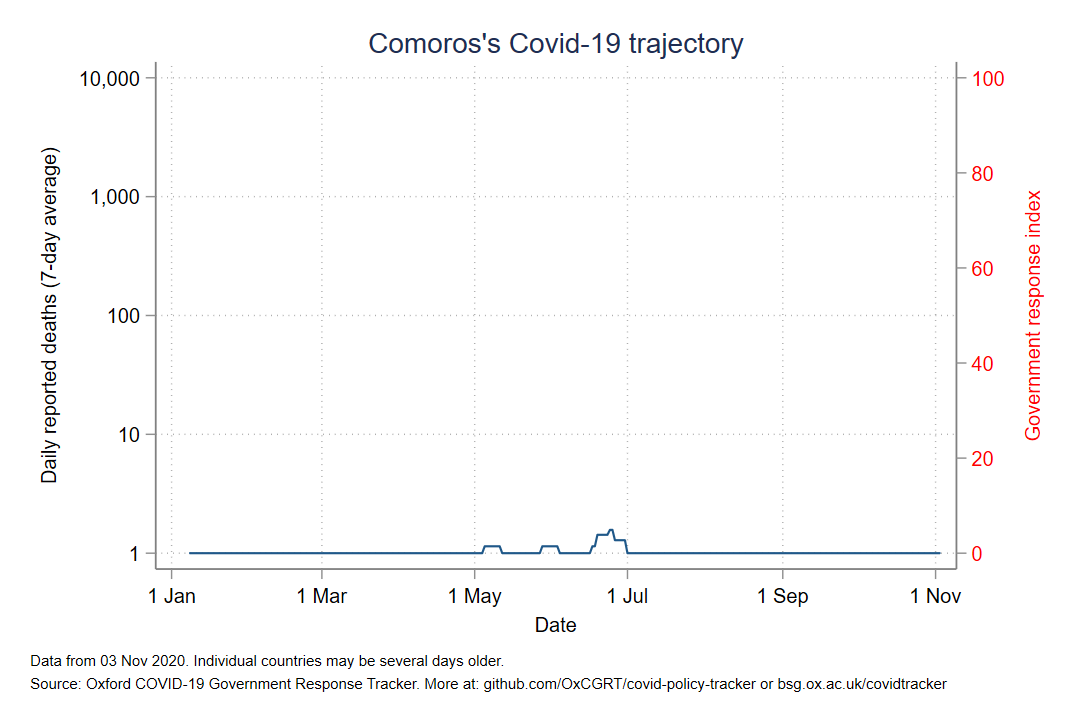 Comoros's Covid-19 trajectory
10,000
1,000
100
10
1
Daily reported deaths (7-day average)
100
80
60
40
20
0
Government response index
1 Jan
1 Mar
1 May
1 Jul
1 Sep
1 Nov
Date
Data from 03 Nov 2020. Individual countries may be several days older.
Source: Oxford COVID-19 Government Response Tracker. More at: github.com/OxCGRT/covid-policy-tracker or bsg.ox.ac.uk/covidtracker